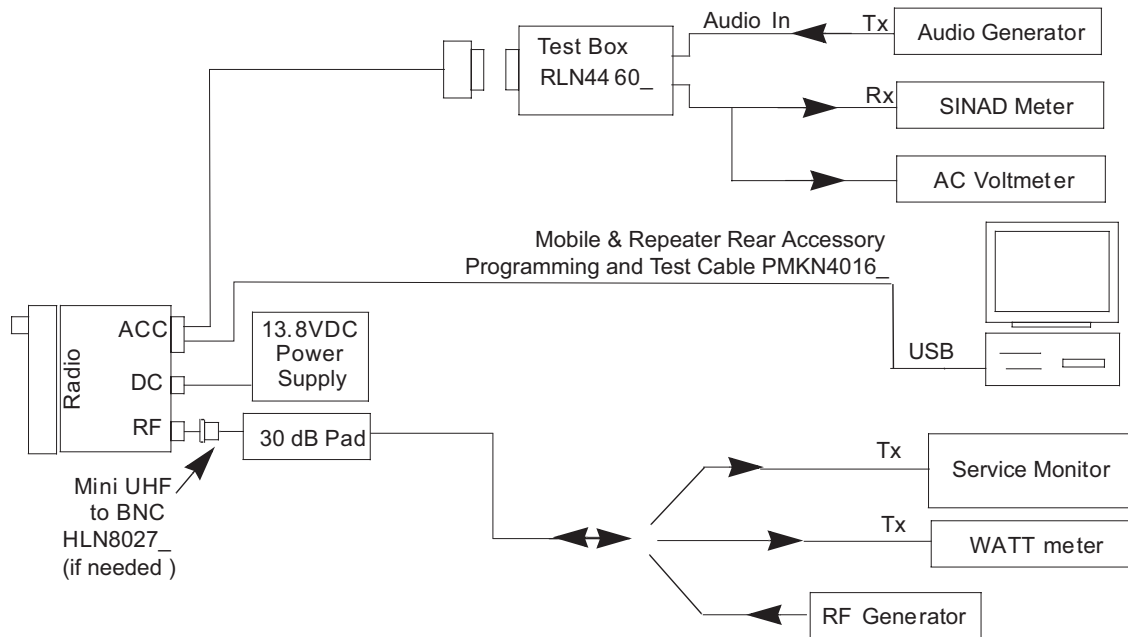 Audio In
Tx
Audio Generator
Test Box
RLN44 60_
Rx
SINAD Meter
AC Voltmeter
Mobile & Repeater Rear Accessory
Programming and Test Cable PMKN4016_
USB
Radio
ACC
DC
RF
13.8VDC
Power
Supply
30 dB Pad
Mini UHF
to BNC
HLN8027_
(if needed )
Tx
Service Monitor
Tx
WATT meter
RF Generator